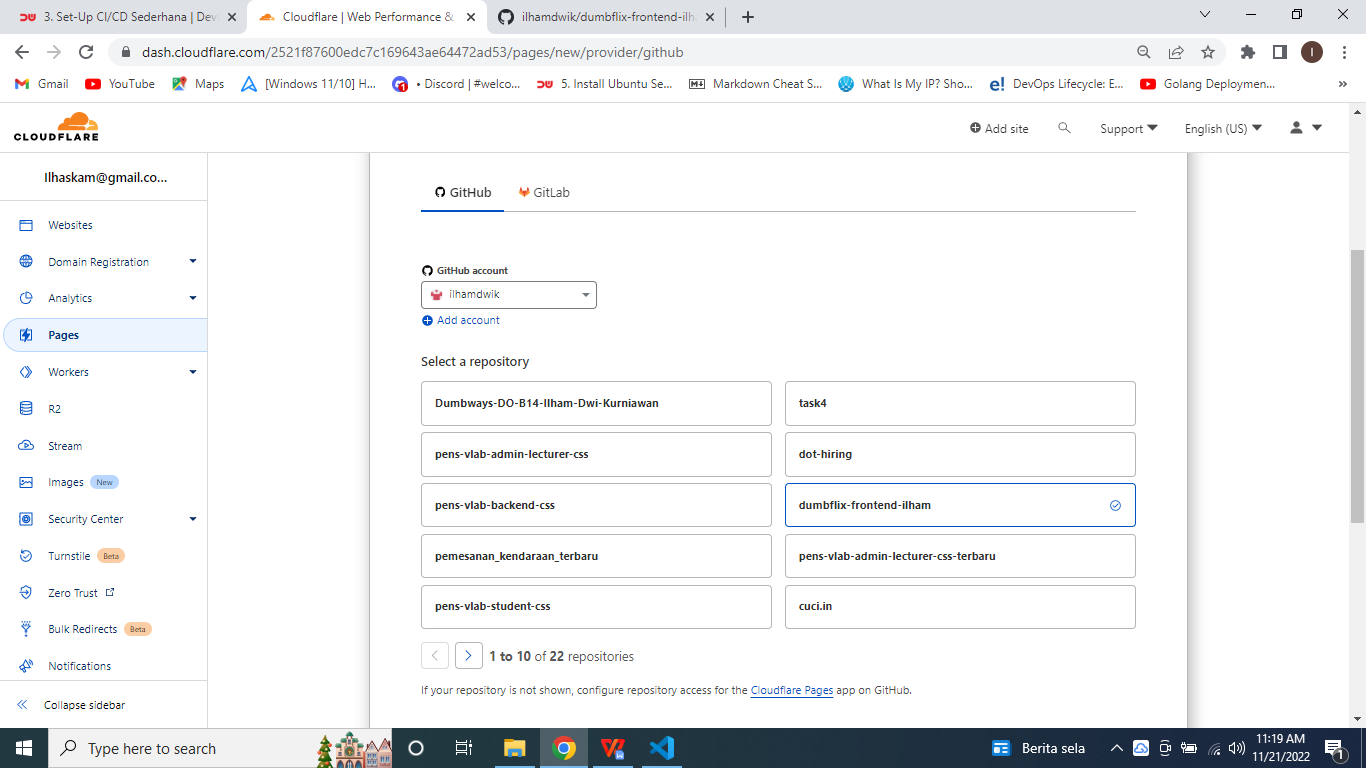 3. Set-Up CI/CD Sederhana | Dev
Cloudflare | Web Performance &
ilhamdwik/dumbflix-frontend-ilh
dash.cloudflare.com/2521f87600edc7c169643ae64472ad53/pages/new/provider/github
I
Gmail
YouTube
Maps
[Windows 11/10] H...
• Discord | #welco...
5. Install Ubuntu Se...
Markdown Cheat S...
What Is My IP? Sho...
DevOps Lifecycle: E...
Golang Deploymen...
»
CLOUDFLARE
Add site
Support
English (US)
Ilhaskam@gmail.co...
Websites
Domain Registration
Analytics
Pages
Workers
R2
Stream
Images New
Security Center
Turnstile Beta
Zero Trust
Bulk Redirects Beta
Notifications
Collapse sidebar
GitHub
GitLab
GitHub account
ilhamdwik
Add account
Select a repository
Dumbways-DO-B14-Ilham-Dwi-Kurniawan
task4
pens-vlab-admin-lecturer-css
dot-hiring
pens-vlab-backend-css
dumbflix-frontend-ilham
pemesanan_kendaraan_terbaru
pens-vlab-admin-lecturer-css-terbaru
pens-vlab-student-css
cuci.in
1 to 10 of 22 repositories
If your repository is not shown, configure repository access for the Cloudflare Pages app on GitHub.
Type here to search
Berita sela
11:19 AM
11/21/2022
1